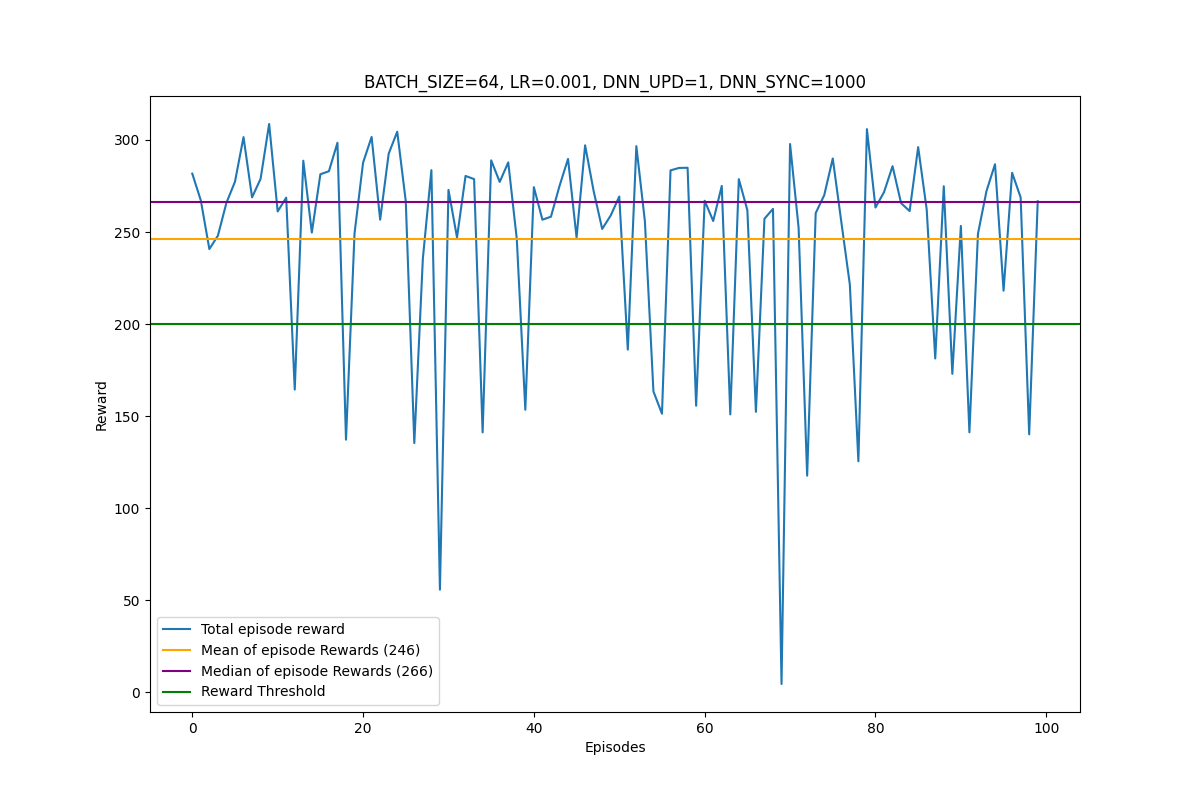 BATCH_SIZE=64, LR=0.001, DNN_UPD=1, DNN_SYNC=1000
300
250
200
150
100
50
0
Reward
Total episode reward
Mean of episode Rewards (246)
Median of episode Rewards (266)
Reward Threshold
0 20 40 60 80 100
Episodes